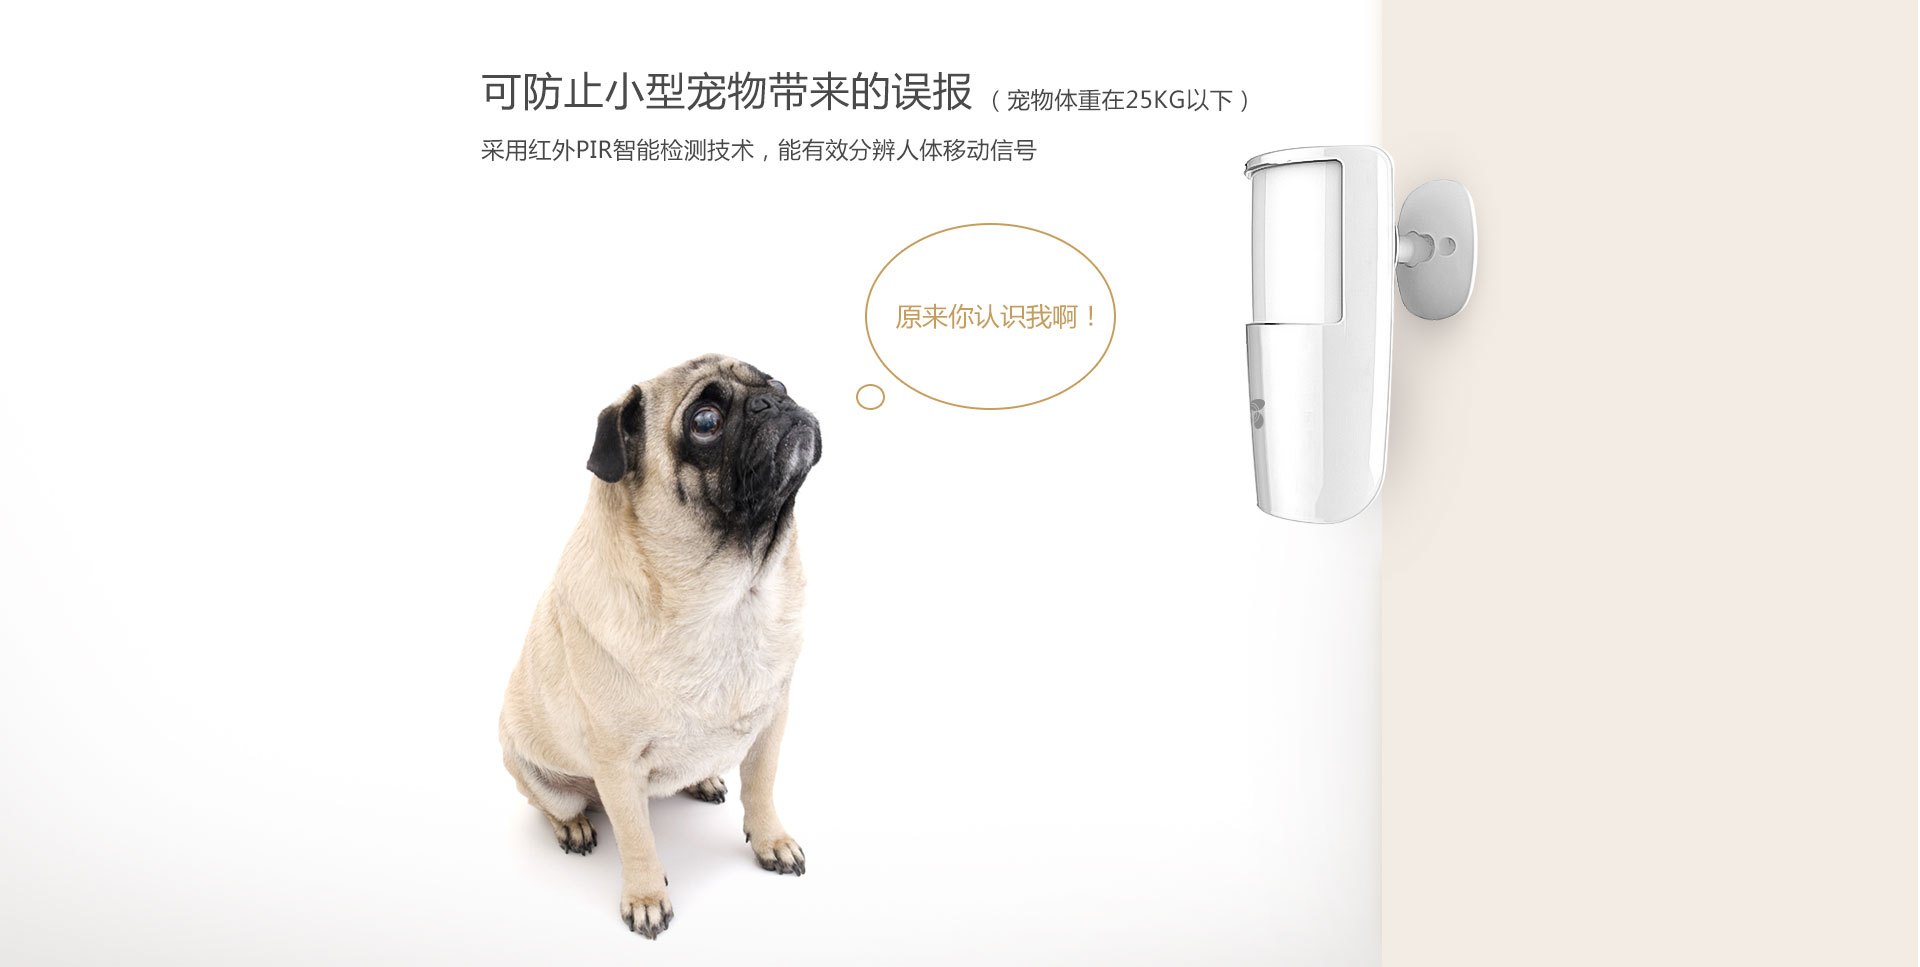 可防止小型宠物带来的误报（宠物体重在25KG以下）
采用红外PIR智能检测技术，能有效分辨人体移动信号
原来你认识我啊！